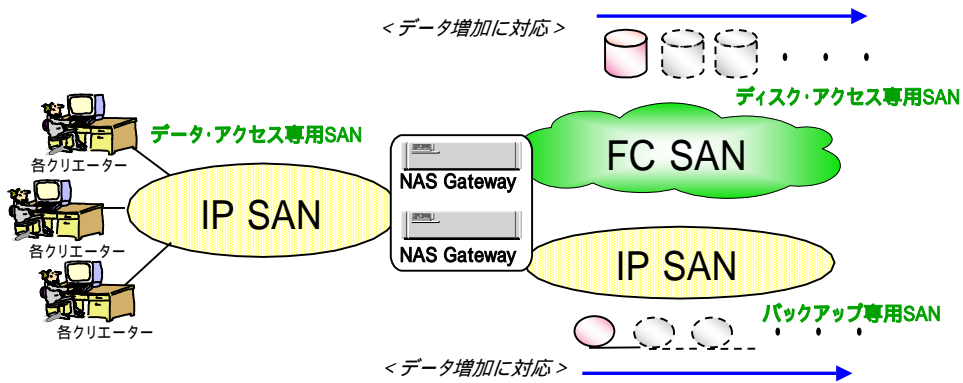 <データ増加に対応>
ディスク・アクセス専用SAN
データ・アクセス専用SAN
各クリエーター
FC SAN
NAS Gateway
IP SAN
各クリエーター
NAS Gateway
IP SAN
各クリエーター
バックアップ専用SAN
<データ増加に対応>